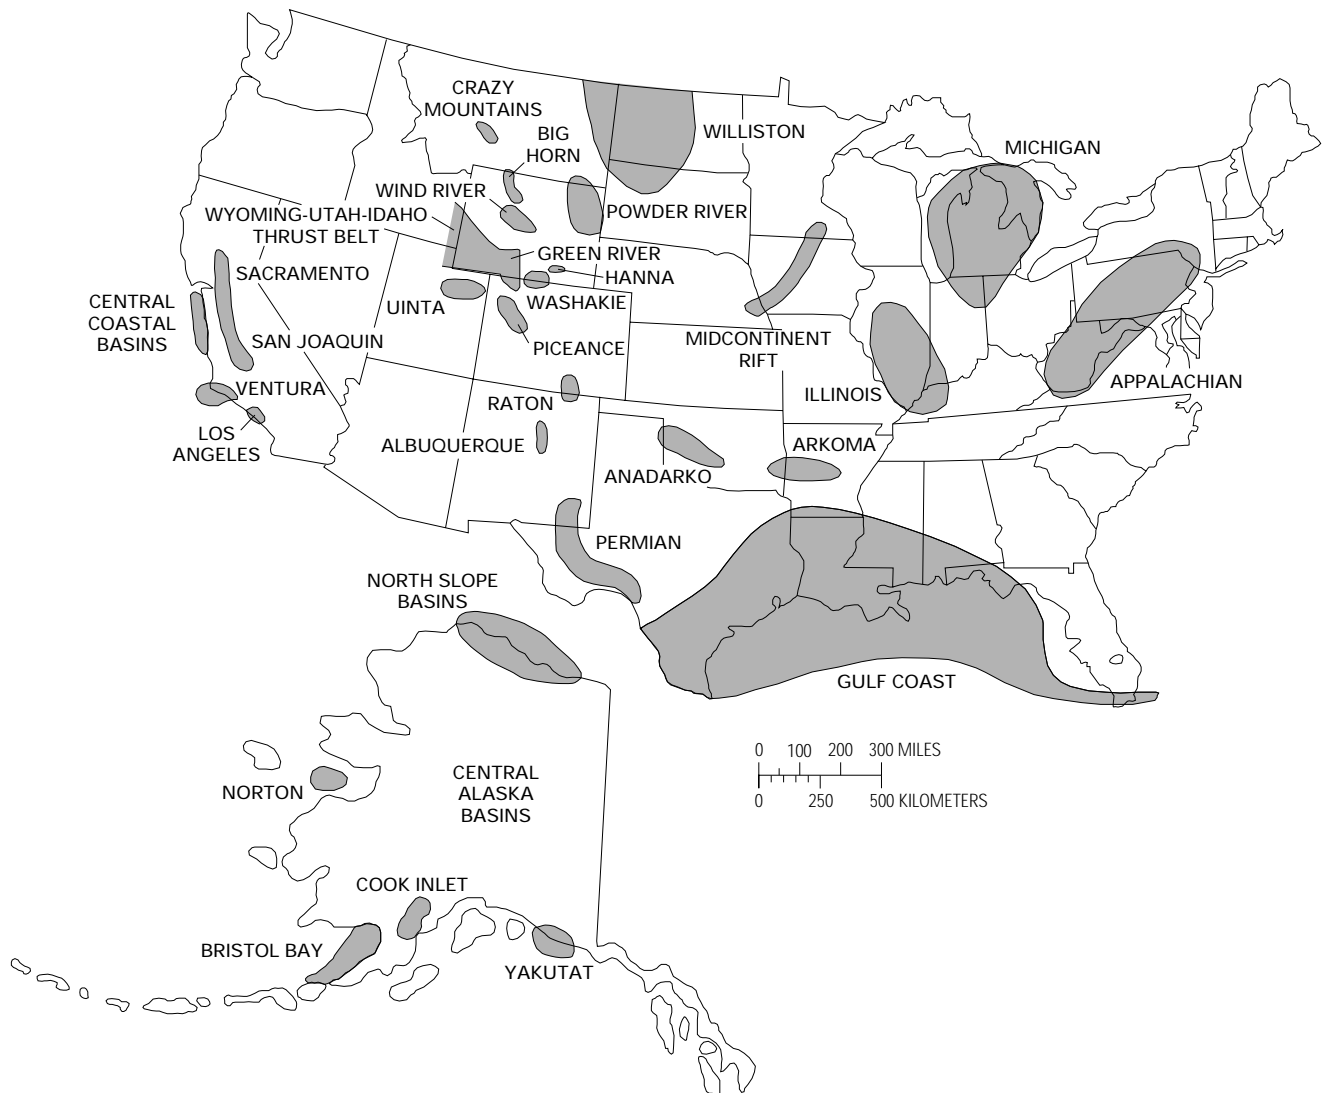 CRAZY
MOUNTAINS
BIG
HORN
WILLISTON
MICHIGAN
WIND RIVER
WYOMING-UTAH-IDAHO
THRUST BELT
POWDER RIVER
GREEN RIVER
HANNA
SACRAMENTO
UINTA
WASHAKIE
CENTRAL
COASTAL
BASINS
SAN JOAQUIN
PICEANCE
MIDCONTINENT
RIFT
VENTURA
RATON
ILLINOIS
APPALACHIAN
LOS
ANGELES
ALBUQUERQUE
ARKOMA
ANADARKO
PERMIAN
NORTH SLOPE
BASINS
GULF COAST
0 100 200 300 MILES
0 250 500 KILOMETERS
NORTON
CENTRAL
ALASKA
BASINS
COOK INLET
BRISTOL BAY
YAKUTAT